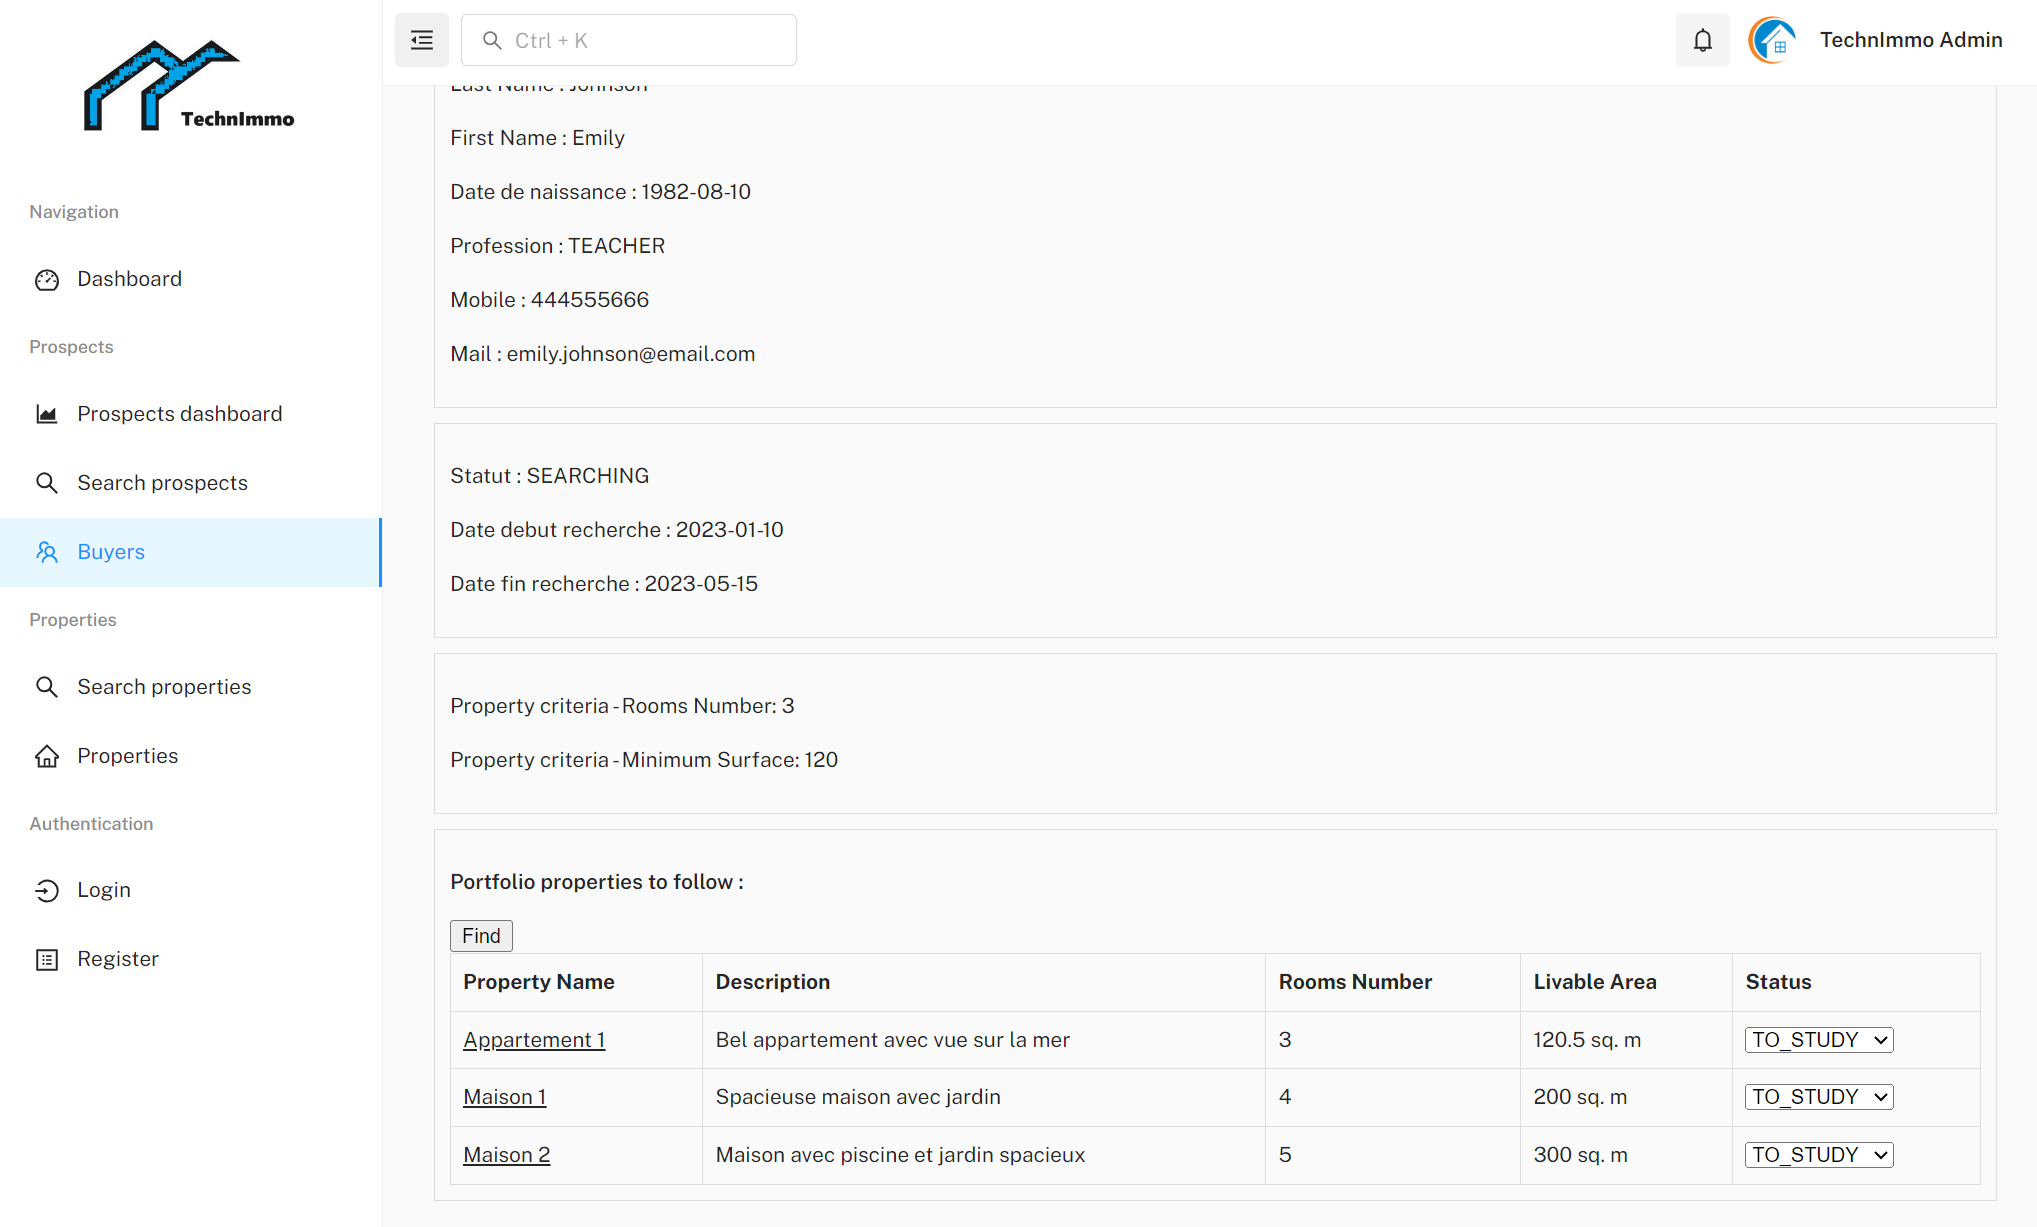 TechnImmo
Navigation
Dashboard
Prospects
Prospects dashboard
Search prospects
Buyers
Properties
Search properties
Properties
Authentication
Login
Register
Ctrl + K
TechnImmo Admin
Last Name : Johnson
First Name : Emily
Date de naissance : 1982-08-10
Profession : TEACHER
Mobile : 444555666
Mail : emily.johnson@email.com
Statut : SEARCHING
Date debut recherche : 2023-01-10
Date fin recherche : 2023-05-15
Property criteria - Rooms Number: 3
Property criteria - Minimum Surface: 120
Portfolio properties to follow :
Find
Property Name Description Rooms Number Livable Area Status
Appartement 1 Bel appartement avec vue sur la mer 3 120.5 sq. m TO_STUDY
Maison 1 Spacieuse maison avec jardin 4 200 sq. m TO_STUDY
Maison 2 Maison avec piscine et jardin spacieux 5 300 sq. m TO_STUDY